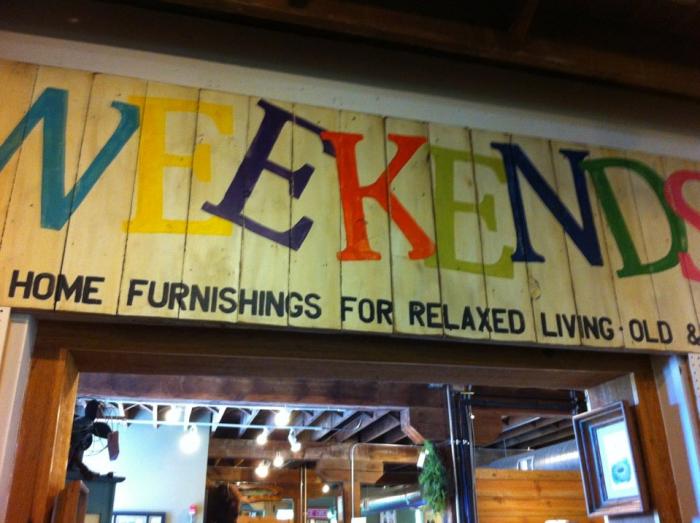 WEEKENDS
HOME FURNISHINGS FOR RELAXED LIVING · OLD &